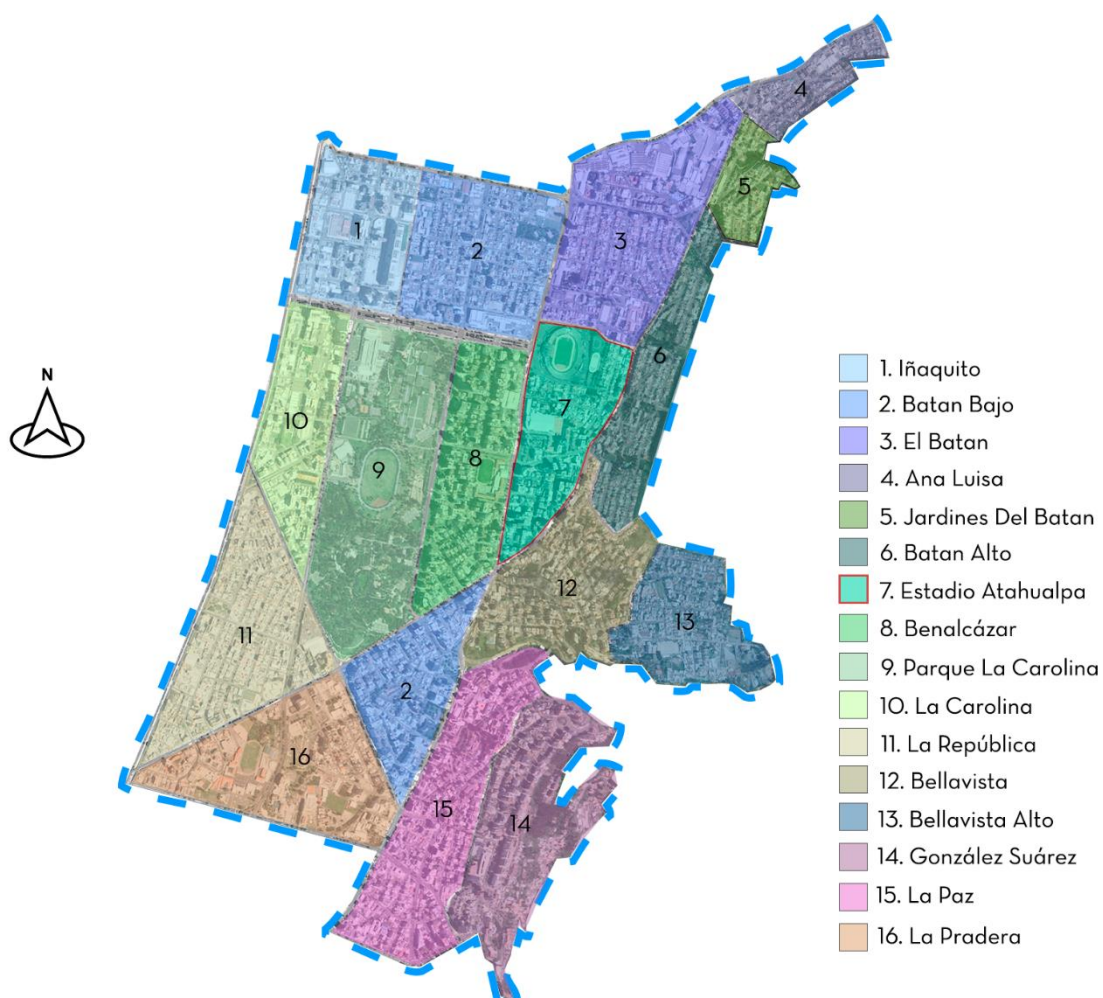 4
5
1
2
3
6
N
7
10
8
9
12
11
13
2
16
15
14
1. Iñaquito
2. Batan Bajo
3. El Batan
4. Ana Luisa
5. Jardines Del Batan
6. Batan Alto
7. Estadio Atahualpa
8. Benalcázar
9. Parque La Carolina
10. La Carolina
11. La República
12. Bellavista
13. Bellavista Alto
14. González Suárez
15. La Paz
16. La Pradera